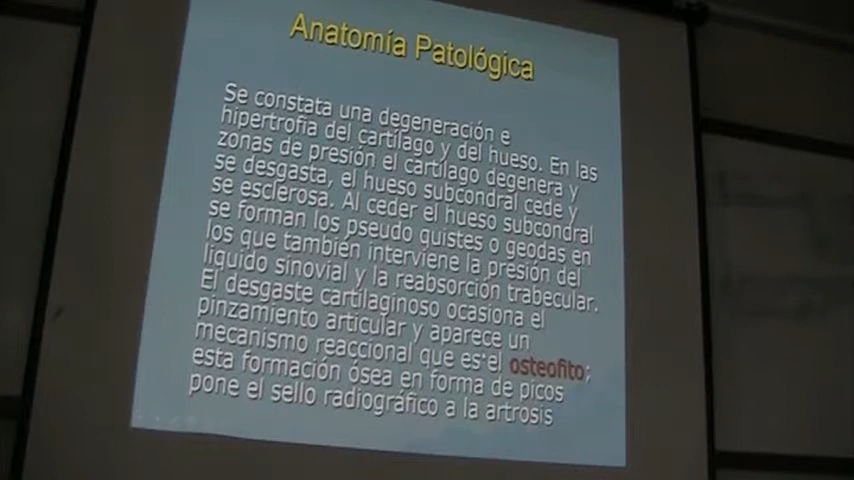 Anatomía Patológica
Se constata una degeneración e
hipertrofia del cartílago y del hueso. En las
zonas de presión el cartílago degenera y
se desgasta, el hueso subcondral cede y
se esclerosa. Al ceder el hueso subcondral
se forman los pseudo quistes o geodas en
los que también interviene la presión del
líquido sinovial y la reabsorción trabecular.
El desgaste cartilaginoso ocasiona el
pinzamiento articular y aparece un
mecanismo reaccional que es el osteofito;
esta formación ósea en forma de picos
pone el sello radiográfico a la artrosis